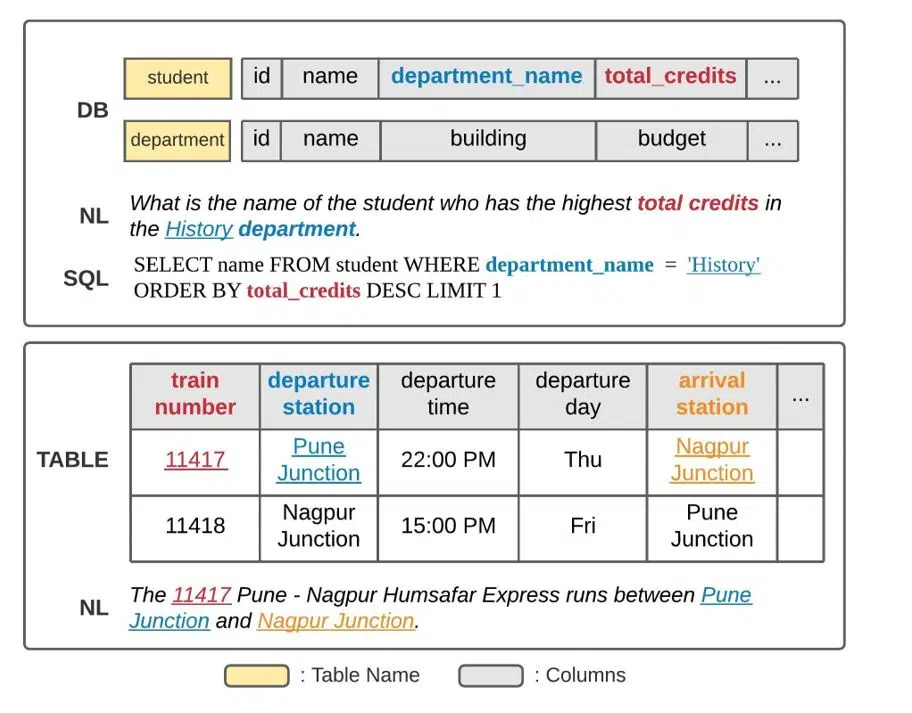 DB
student id name department_name total_credits ...
department id name building budget ...
NL
What is the name of the student who has the highest total credits in
the History department.
SQL
SELECT name FROM student WHERE department_name = 'History'
ORDER BY total_credits DESC LIMIT 1
TABLE
train number departure station departure time departure day arrival station ...
11417 Pune Junction 22:00 PM Thu Nagpur Junction
11418 Nagpur Junction 15:00 PM Fri Pune Junction
NL
The 11417 Pune - Nagpur Humsafar Express runs between Pune
Junction and Nagpur Junction.
: Table Name : Columns